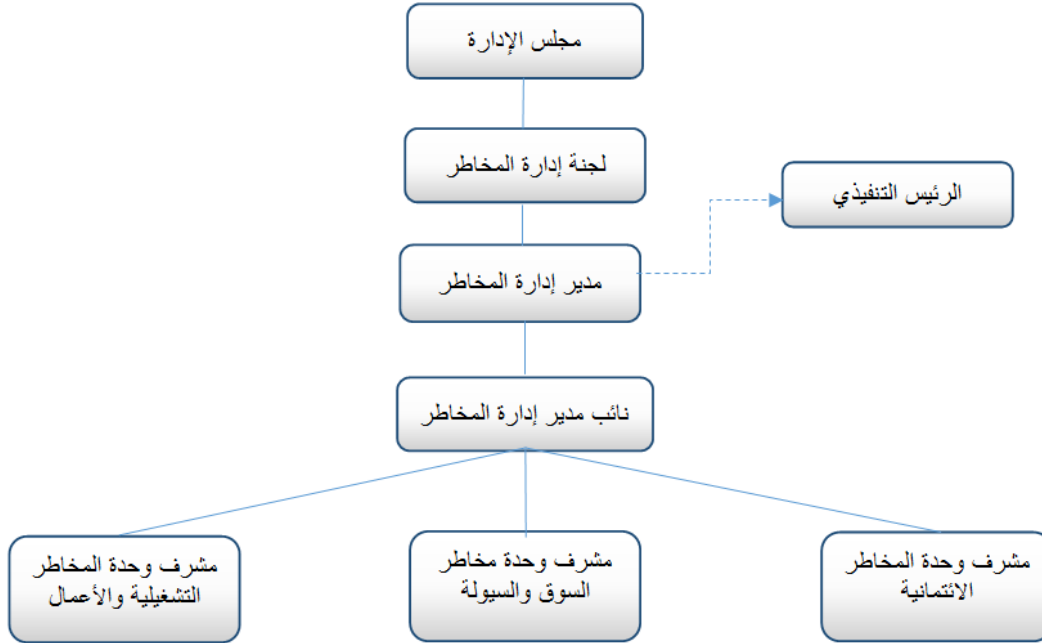 مجلس الإدارة
لجنة إدارة المخاطر
الرئيس التنفيذي
مدير إدارة المخاطر
نائب مدير إدارة المخاطر
مشرف وحدة المخاطر
الائتمانية
مشرف وحدة مخاطر
السوق والسيولة
مشرف وحدة المخاطر
التشغيلية والأعمال